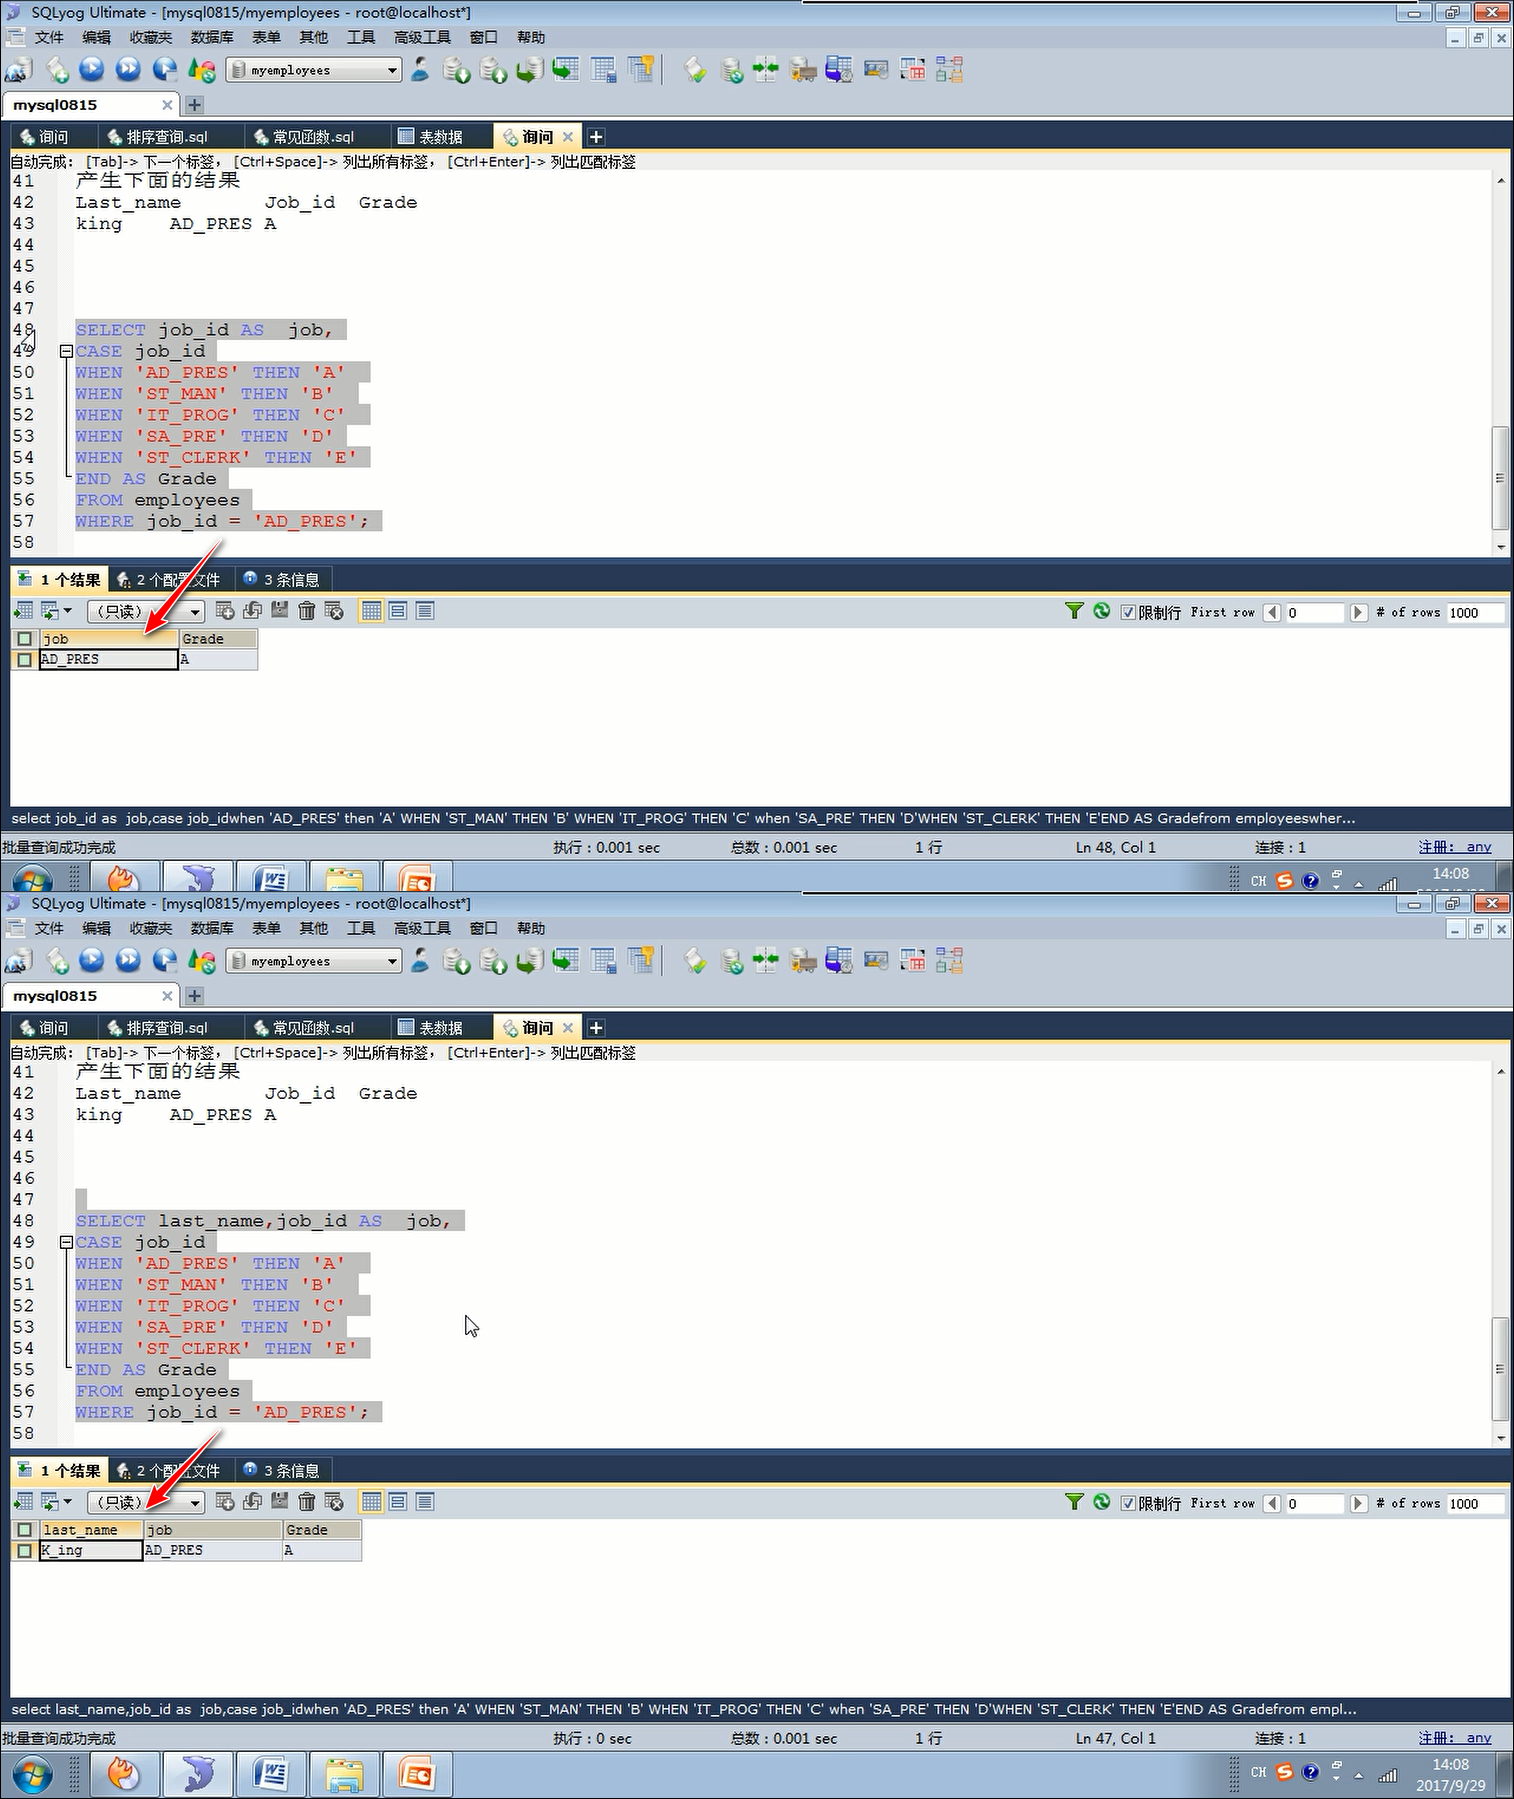 SQLyog Ultimate - [mysql0815/myemployees - root@localhost*]
文件 编辑 收藏夹 数据库 表单 其他 工具 高级工具 窗口 帮助
myemployees
mysql0815
询问 排序查询.sql 常见函数.sql 表数据 询问
自动完成: [Tab]-> 下一个标签, [Ctrl+Space]-> 列出所有标签, [Ctrl+Enter]-> 列出匹配标签
41 产生下面的结果
42 Last_name Job_id Grade
43 king AD_PRES A
44
45
46
47
48 SELECT job_id AS job,
49 CASE job_id
50 WHEN 'AD_PRES' THEN 'A'
51 WHEN 'ST_MAN' THEN 'B'
52 WHEN 'IT_PROG' THEN 'C'
53 WHEN 'SA_PRE' THEN 'D'
54 WHEN 'ST_CLERK' THEN 'E'
55 END AS Grade
56 FROM employees
57 WHERE job_id = 'AD_PRES';
58
1 个结果 2 个配置文件 3 条信息
(只读) 限制行 First row 0 # of rows 1000
job Grade
AD_PRES A
select job_id as job,case job_idwhen 'AD_PRES' then 'A' WHEN 'ST_MAN' THEN 'B' WHEN 'IT_PROG' THEN 'C' when 'SA_PRE' THEN 'D'WHEN 'ST_CLERK' THEN 'E'END AS Gradefrom employeeswher...
批量查询成功完成 执行 : 0.001 sec 总数 : 0.001 sec 1 行 Ln 48, Col 1 连接 : 1 注册: any
CH 14:08
SQLyog Ultimate - [mysql0815/myemployees - root@localhost*]
文件 编辑 收藏夹 数据库 表单 其他 工具 高级工具 窗口 帮助
myemployees
mysql0815
询问 排序查询.sql 常见函数.sql 表数据 询问
自动完成: [Tab]-> 下一个标签, [Ctrl+Space]-> 列出所有标签, [Ctrl+Enter]-> 列出匹配标签
41 产生下面的结果
42 Last_name Job_id Grade
43 king AD_PRES A
44
45
46
47
48 SELECT last_name,job_id AS job,
49 CASE job_id
50 WHEN 'AD_PRES' THEN 'A'
51 WHEN 'ST_MAN' THEN 'B'
52 WHEN 'IT_PROG' THEN 'C'
53 WHEN 'SA_PRE' THEN 'D'
54 WHEN 'ST_CLERK' THEN 'E'
55 END AS Grade
56 FROM employees
57 WHERE job_id = 'AD_PRES';
58
1 个结果 2 个配置文件 3 条信息
(只读) 限制行 First row 0 # of rows 1000
last_name job Grade
K_ing AD_PRES A
select last_name,job_id as job,case job_idwhen 'AD_PRES' then 'A' WHEN 'ST_MAN' THEN 'B' WHEN 'IT_PROG' THEN 'C' when 'SA_PRE' THEN 'D'WHEN 'ST_CLERK' THEN 'E'END AS Gradefrom empl...
批量查询成功完成 执行 : 0 sec 总数 : 0.001 sec 1 行 Ln 47, Col 1 连接 : 1 注册: any
CH 14:08
2017/9/29